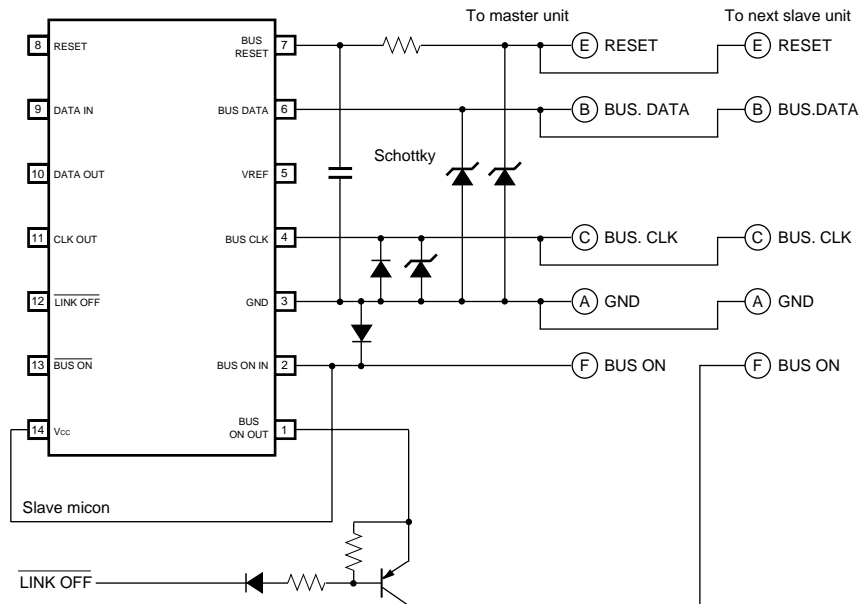 To master unit To next slave unit
8 RESET BUS RESET 7 E RESET E RESET
9 DATA IN BUS DATA 6 B BUS. DATA B BUS.DATA
Schottky
10 DATA OUT VREF 5
11 CLK OUT BUS CLK 4 C BUS. CLK C BUS. CLK
12 LINK OFF GND 3 A GND A GND
13 BUS ON BUS ON IN 2 F BUS ON F BUS ON
14 Vcc BUS ON OUT 1
Slave micon
LINK OFF